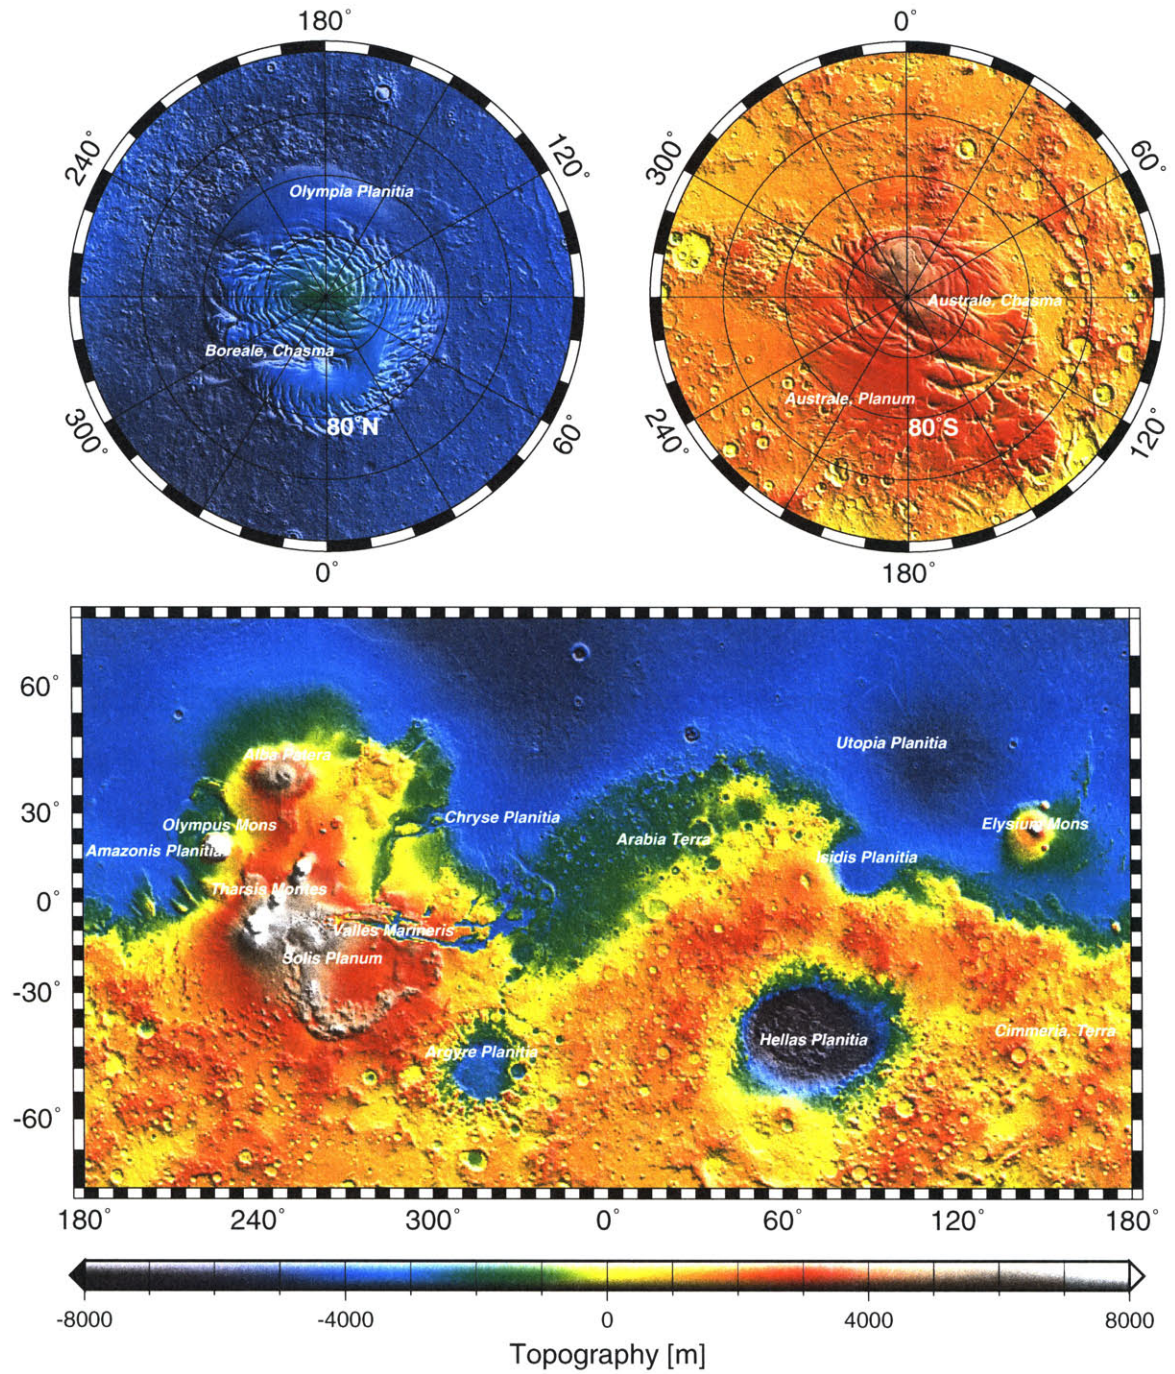 180°
0°
240°
120°
300°
60°
Olympia Planitia
Boreale, Chasma
Australe, Chasma
Australe, Planum
80°N
80°S
300°
60°
240°
120°
0°
180°
60°
Alba Patera
Utopia Planitia
30°
Olympus Mons
Chryse Planitia
Elysium Mons
Amazonis Planitia
Arabia Terra
Isidis Planitia
Tharsis Montes
0°
Valles Marineris
Solis Planum
-30°
Argyre Planitia
Hellas Planitia
Cimmeria, Terra
-60°
180° 240° 300° 0° 60° 120° 180°
-8000 -4000 0 4000 8000
Topography [m]